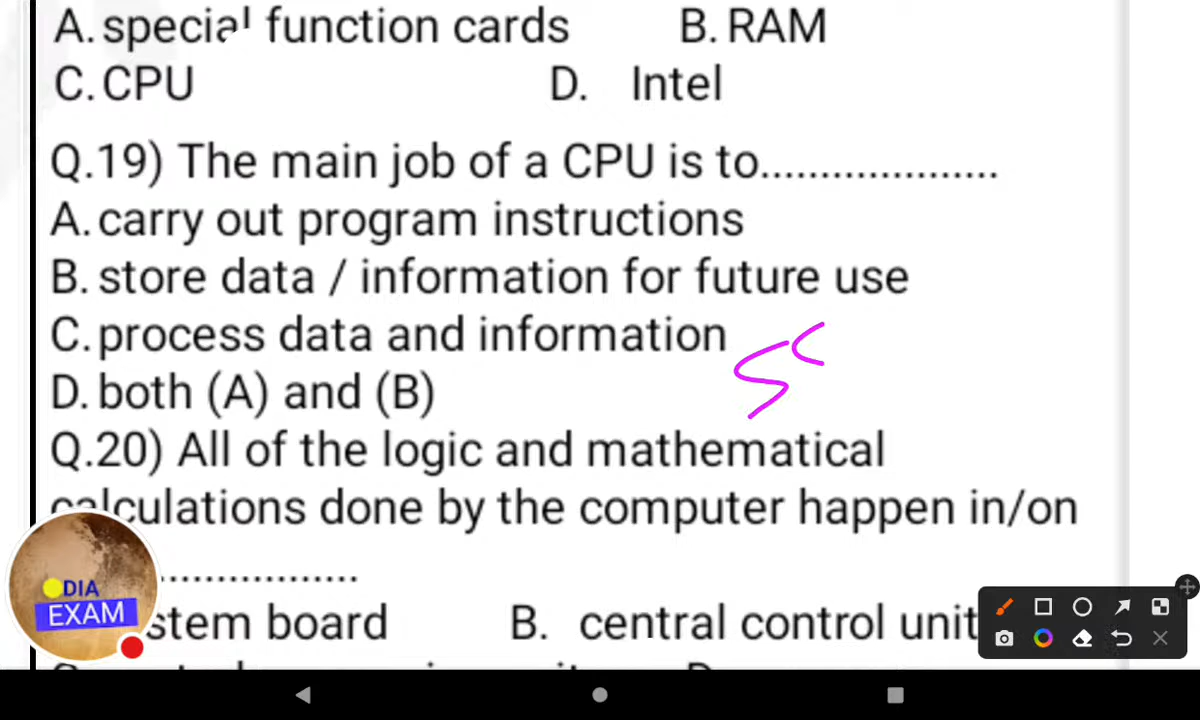 A. special function cards B. RAM
C. CPU D. Intel
Q.19) The main job of a CPU is to....................
A. carry out program instructions
B. store data / information for future use
C. process data and information
D. both (A) and (B)
Q.20) All of the logic and mathematical
calculations done by the computer happen in/on
.................
stem board B. central control unit
DIA
EXAM